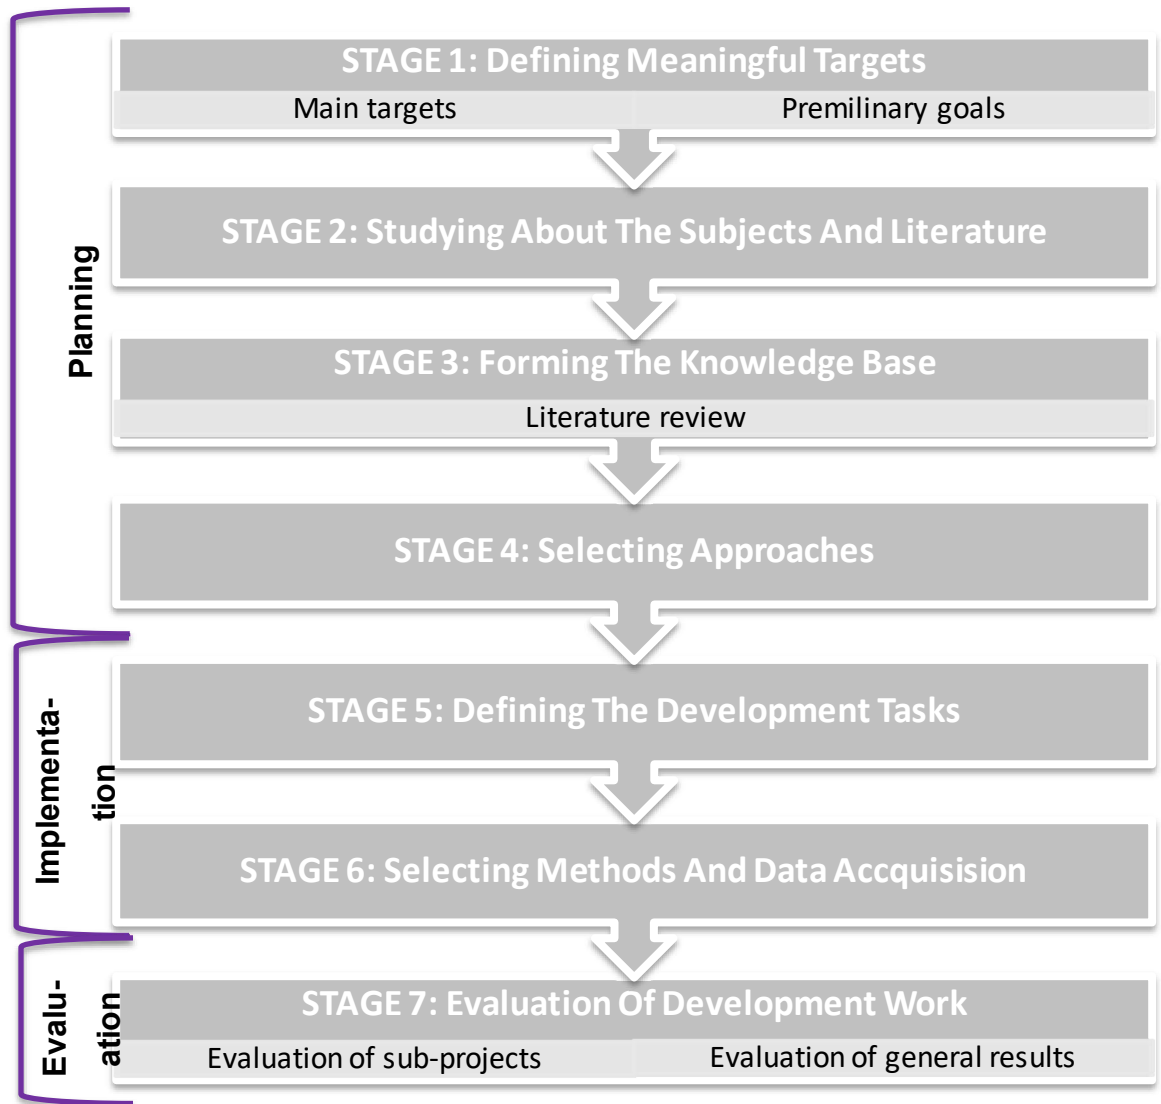 Planning
STAGE 1: Defining Meaningful Targets
Main targets
Premilinary goals
STAGE 2: Studying About The Subjects And Literature
STAGE 3: Forming The Knowledge Base
Literature review
STAGE 4: Selecting Approaches
Implementa-
tion
STAGE 5: Defining The Development Tasks
STAGE 6: Selecting Methods And Data Accquisision
Evalu-
ation
STAGE 7: Evaluation Of Development Work
Evaluation of sub-projects
Evaluation of general results